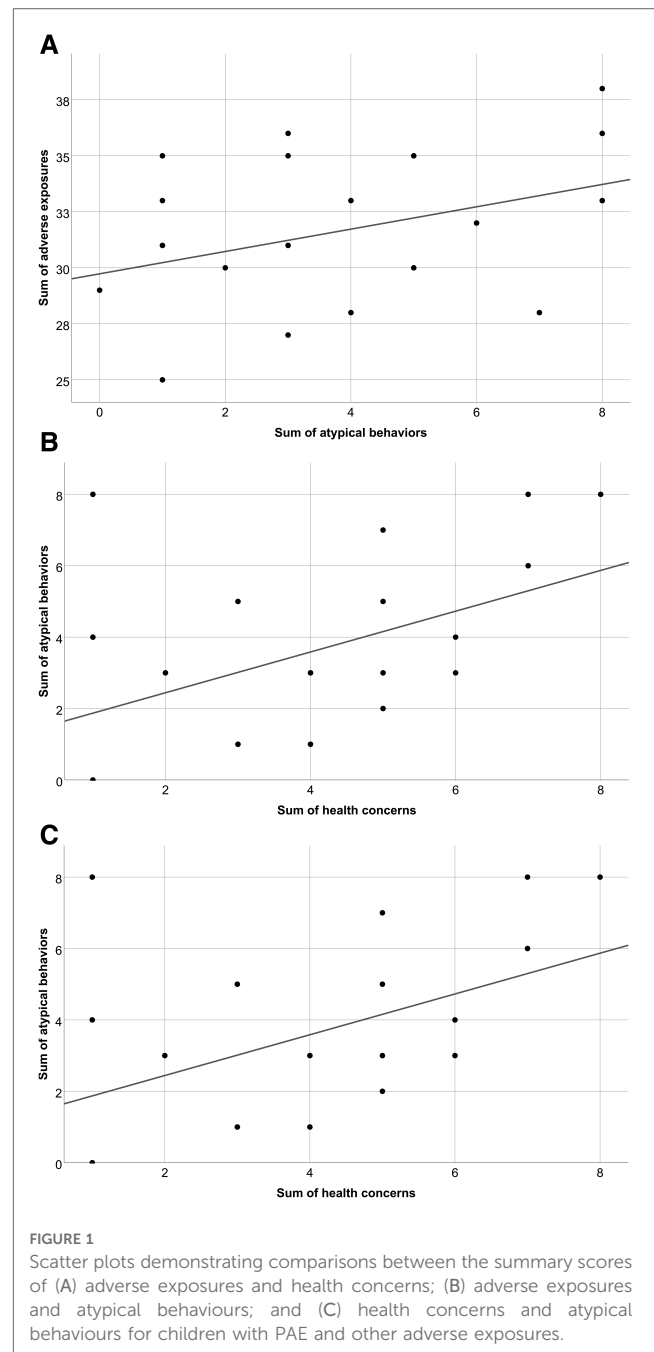 A
38
35
33
30
28
25
Sum of adverse exposures
0 2 4 6 8
Sum of atypical behaviors
B
8
6
4
2
0
Sum of atypical behaviors
2 4 6 8
Sum of health concerns
C
8
6
4
2
0
Sum of atypical behaviors
2 4 6 8
Sum of health concerns
FIGURE 1
Scatter plots demonstrating comparisons between the summary scores
of (A) adverse exposures and health concerns; (B) adverse exposures
and atypical behaviours; and (C) health concerns and atypical
behaviours for children with PAE and other adverse exposures.